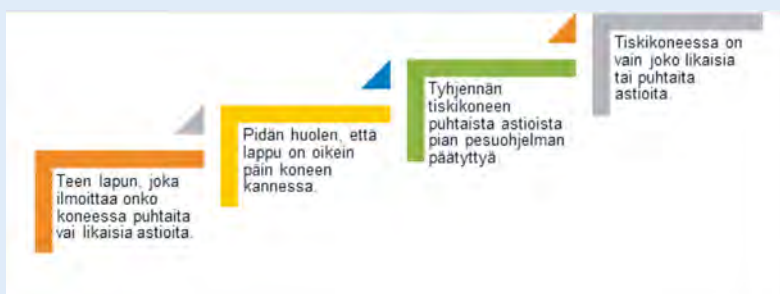 Teen lapun, joka
ilmoittaa onko
koneessa puhtaita
vai likaisia astioita.
Pidän huolen, että
lappu on oikein
päin koneen
kannessa.
Tyhjennän
tiskikoneen
puhtaista astioista
pian pesuohjelman
päätyttyä
Tiskikoneessa on
vain joko likaisia
tai puhtaita
astioita.